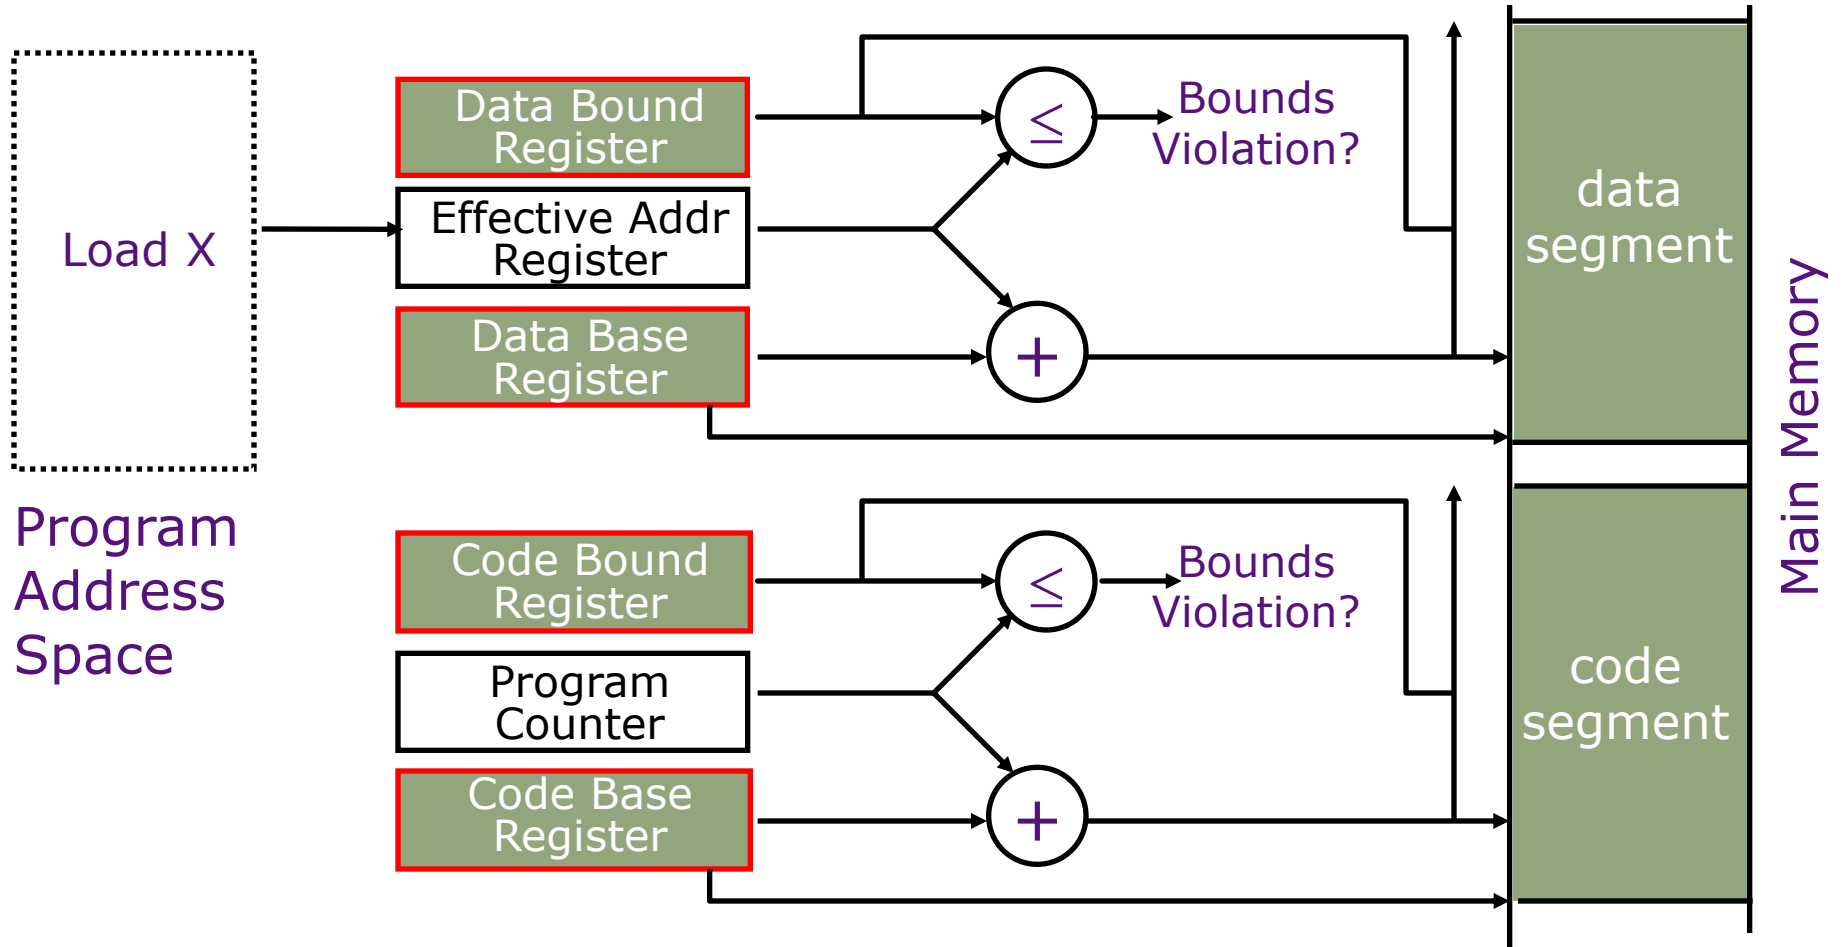 Load X
Program
Address
Space
Data Bound
Register
Effective Addr
Register
Data Base
Register
≤
Bounds
Violation?
+
Code Bound
Register
Program
Counter
Code Base
Register
≤
Bounds
Violation?
+
data
segment
code
segment
Main Memory